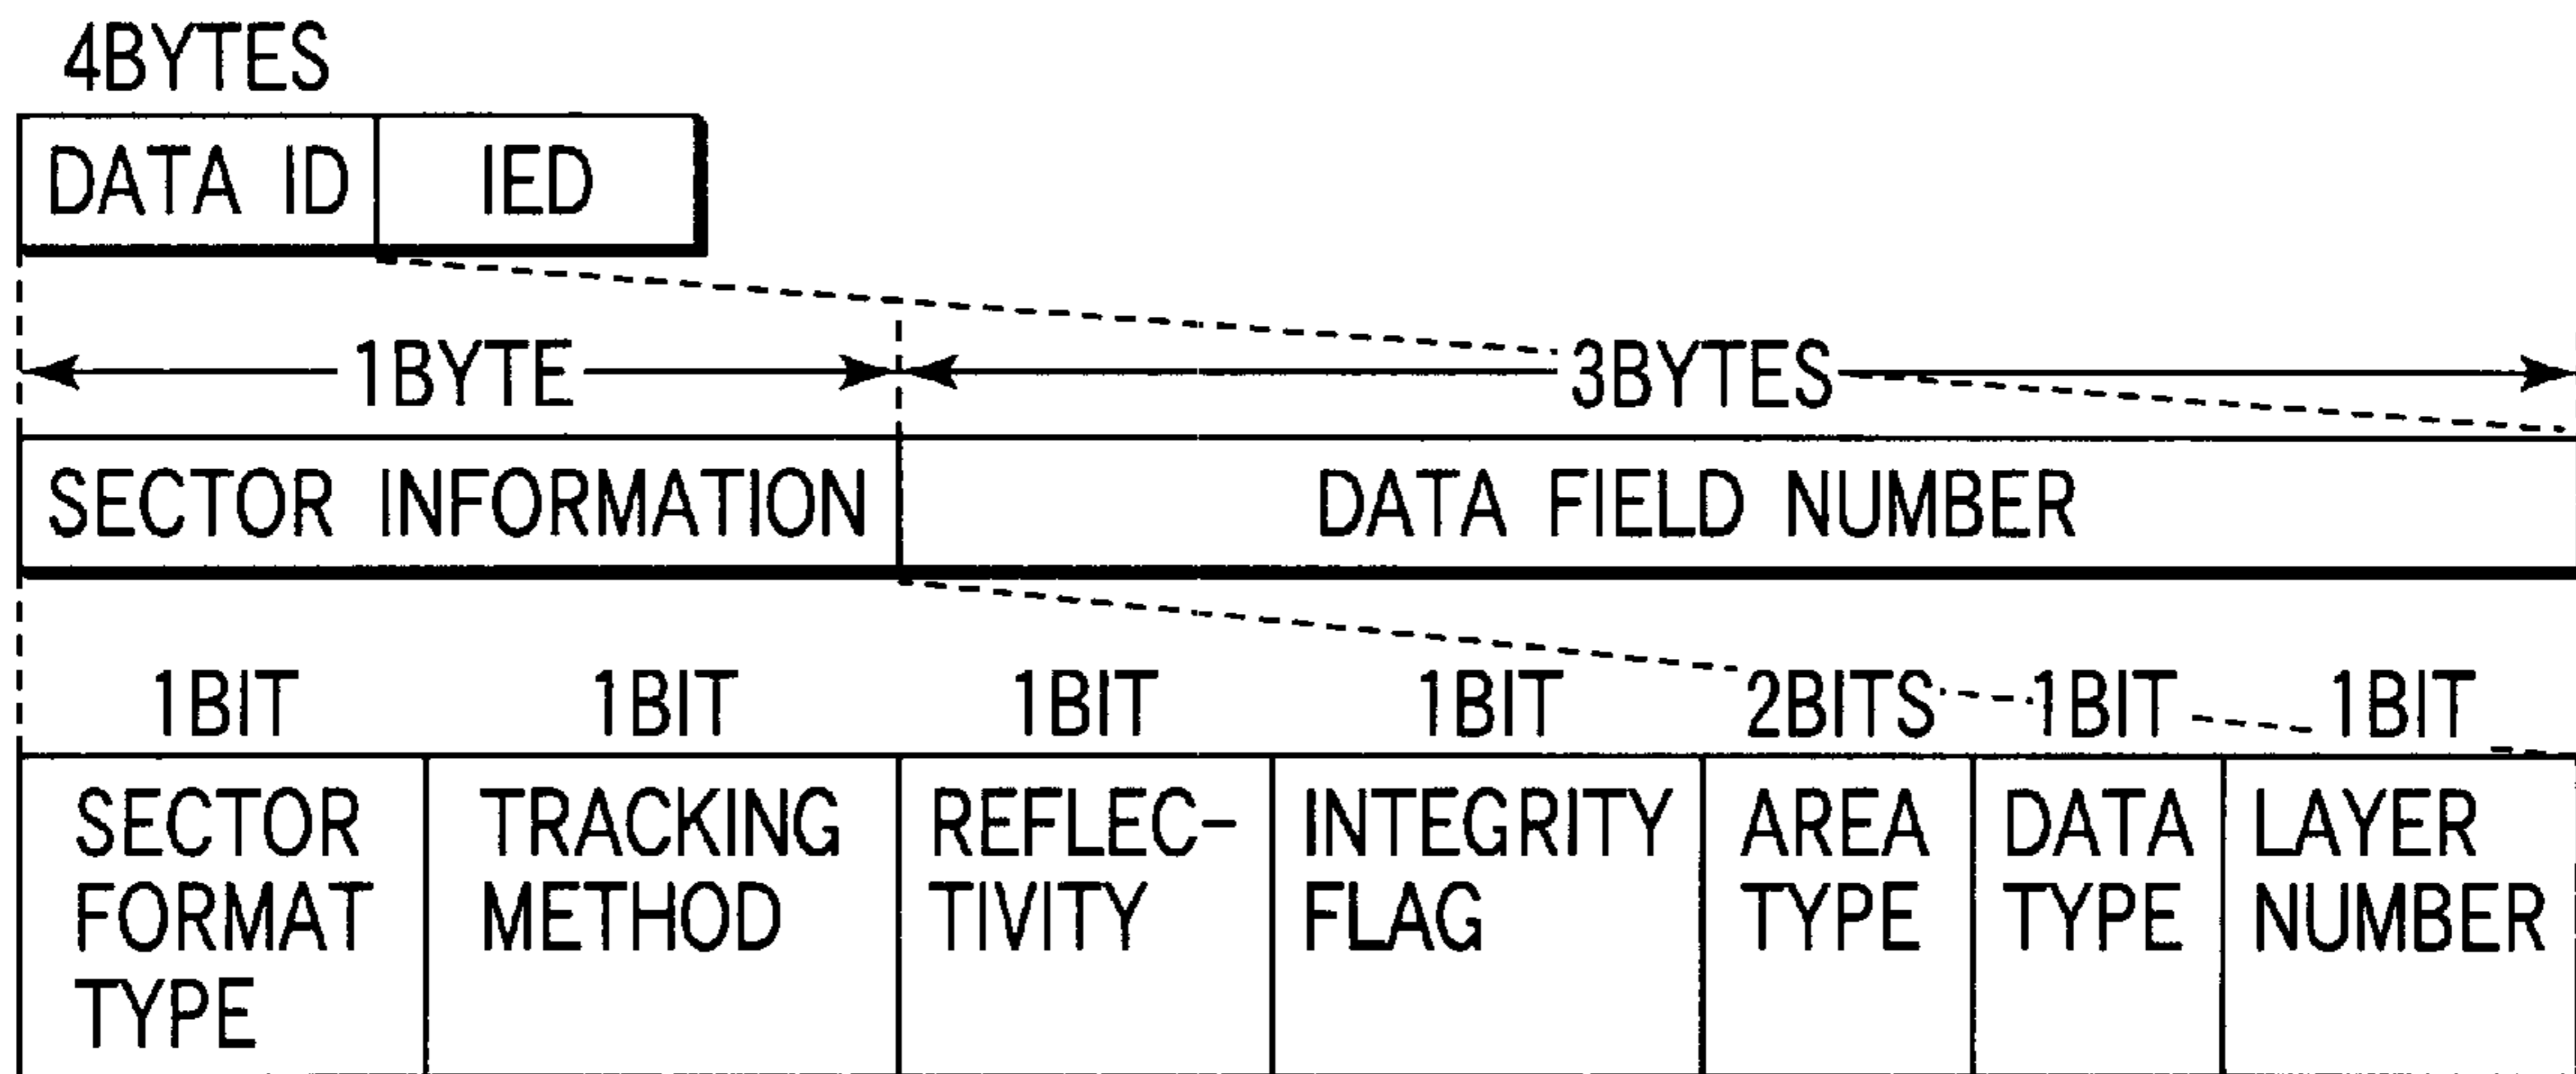 4BYTES
DATA ID IED
1BYTE 3BYTES
SECTOR INFORMATION DATA FIELD NUMBER
1BIT 1BIT 1BIT 1BIT 2BITS 1BIT 1BIT
SECTOR FORMAT TYPE TRACKING METHOD REFLEC-TIVITY INTEGRITY FLAG AREA TYPE DATA TYPE LAYER NUMBER